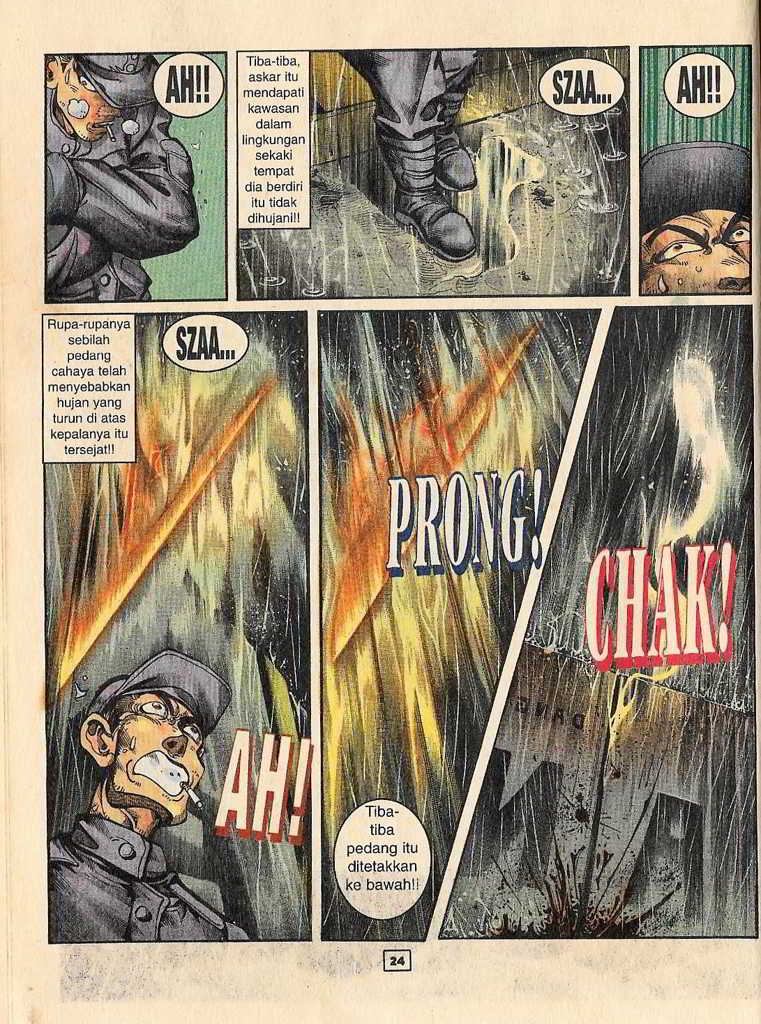 AH!!
Tiba-tiba,
askar itu
mendapati
kawasan
dalam
lingkungan
sekaki
tempat
dia berdiri
itu tidak
dihujani!!
SZAA...
AH!!
Rupa-rupanya
sebilah
pedang
cahaya telah
menyebabkan
hujan yang
turun di atas
kepalanya itu
tersejat!!
SZAA...
AH!
PRONG!
Tiba-
tiba
pedang itu
ditetakkan
ke bawah!!
CHAK!
24